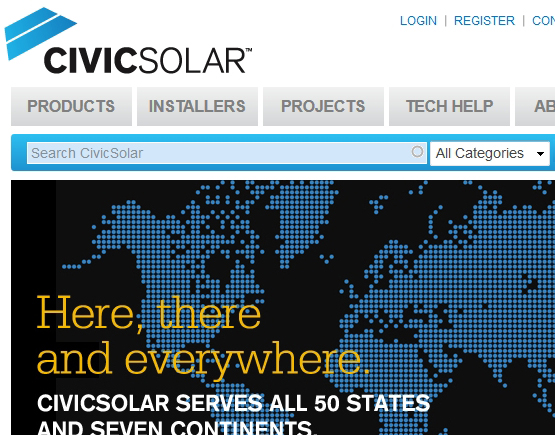 LOGIN | REGISTER | CON
CIVICSOLAR™
PRODUCTS INSTALLERS PROJECTS TECH HELP AB
Search CivicSolar All Categories
Here, there
and everywhere.
CIVICSOLAR SERVES ALL 50 STATES
AND SEVEN CONTINENTS.